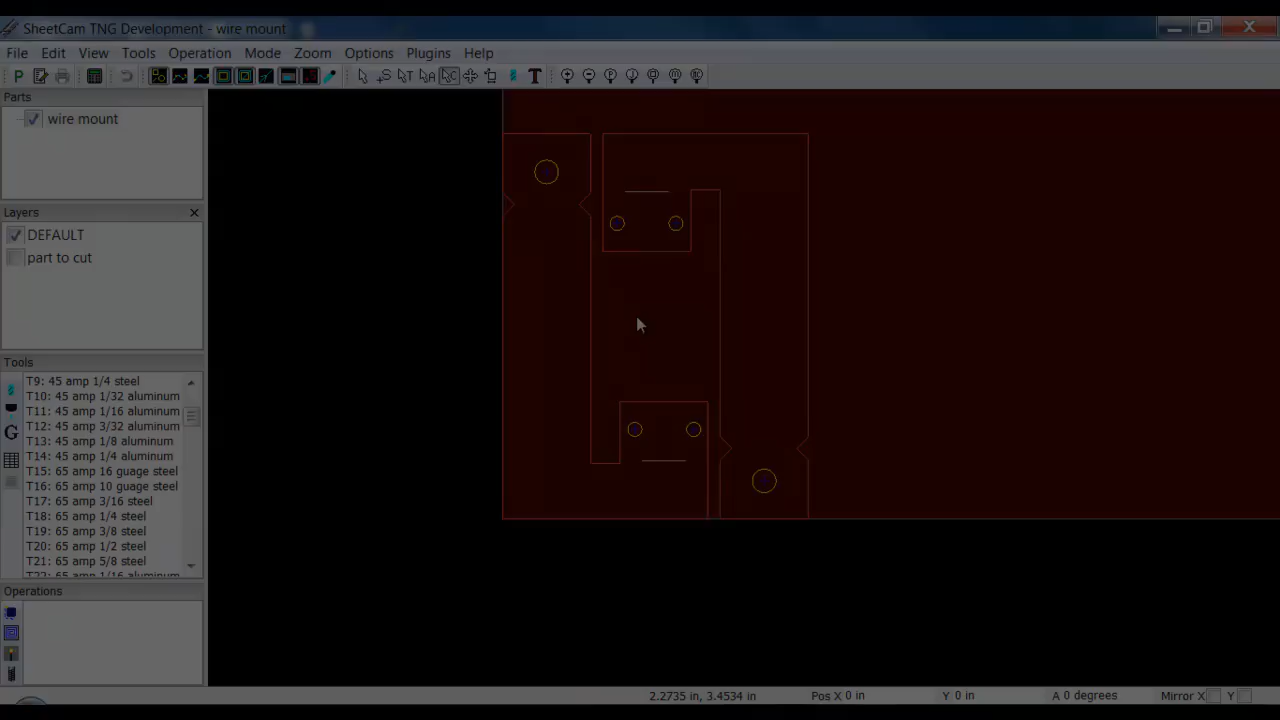 SheetCam TNG Development - wire mount
File Edit View Tools Operation Mode Zoom Options Plugins Help
P
T
Parts
wire mount
Layers
DEFAULT
part to cut
Tools
T9: 45 amp 1/4 steel
T10: 45 amp 1/32 aluminum
T11: 45 amp 1/16 aluminum
T12: 45 amp 3/32 aluminum
T13: 45 amp 1/8 aluminum
T14: 45 amp 1/4 aluminum
T15: 65 amp 16 guage steel
T16: 65 amp 10 guage steel
T17: 65 amp 3/16 steel
T18: 65 amp 1/4 steel
T19: 65 amp 3/8 steel
T20: 65 amp 1/2 steel
T21: 65 amp 5/8 steel
T22: 65 amp 1/16 aluminum
G
Operations
2.2735 in, 3.4534 in Pos X 0 in Y 0 in A 0 degrees Mirror X Y